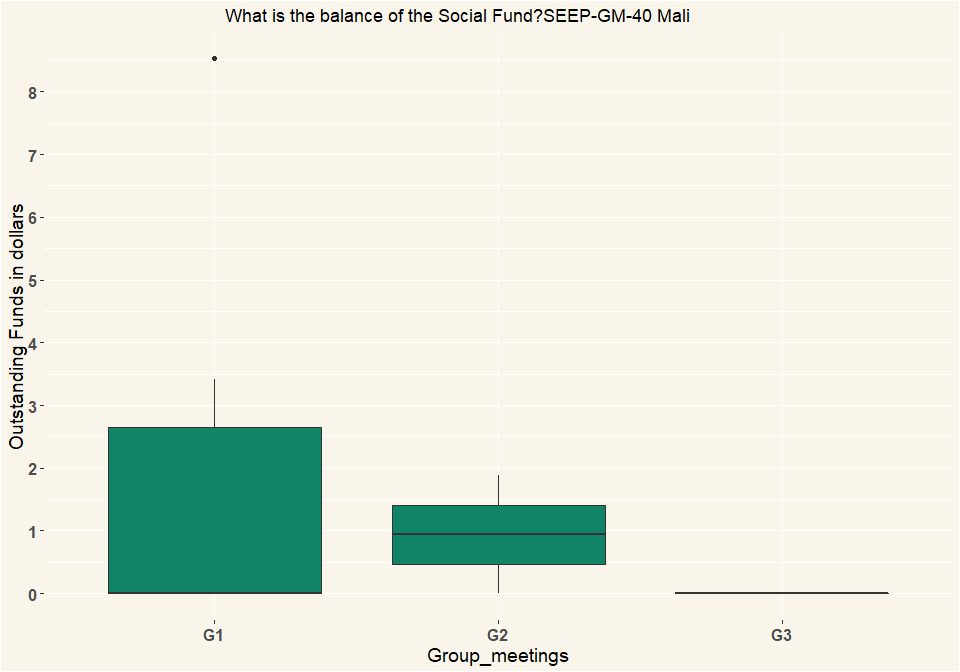 What is the balance of the Social Fund?SEEP-GM-40 Mali
Outstanding Funds in dollars
8
7
6
5
4
3
2
1
0
G1 G2 G3
Group_meetings